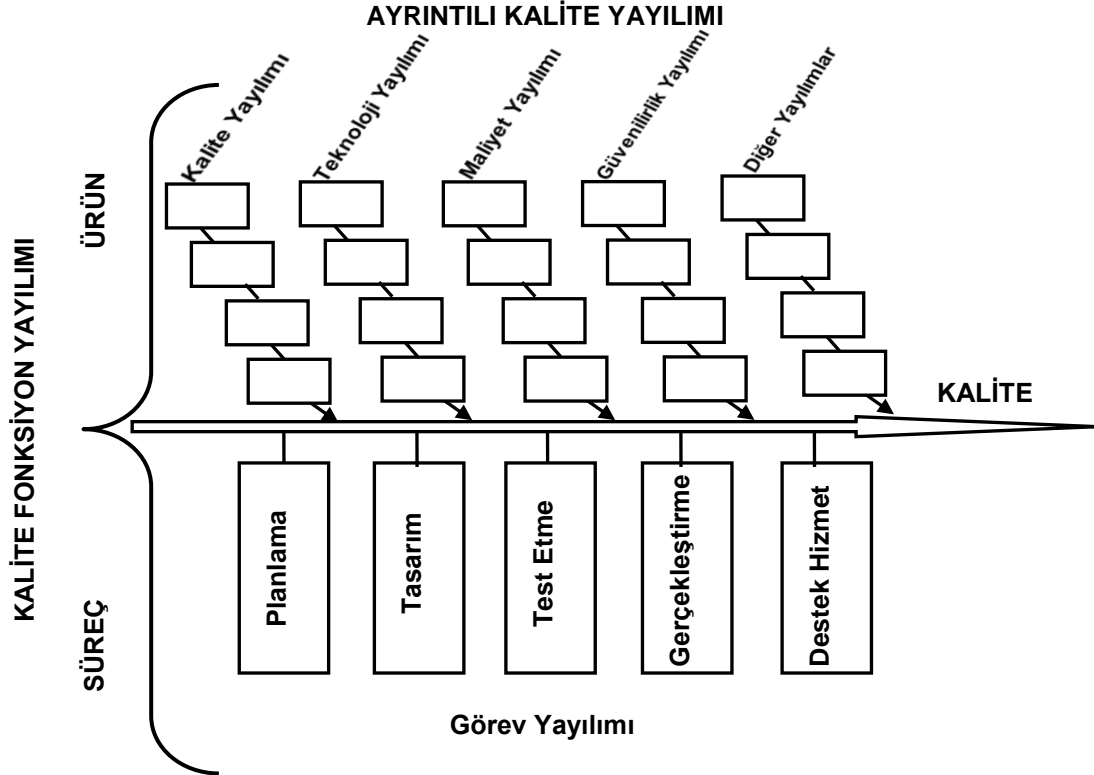 AYRINTILI KALİTE YAYILIMI
Kalite Yayılımı
Teknoloji Yayılımı
Maliyet Yayılımı
Güvenilirlik Yayılımı
Diğer Yayılımlar
ÜRÜN
KALİTE FONKSİYON YAYILIMI
KALİTE
SÜREÇ
Planlama
Tasarım
Test Etme
Gerçekleştirme
Destek Hizmet
Görev Yayılımı